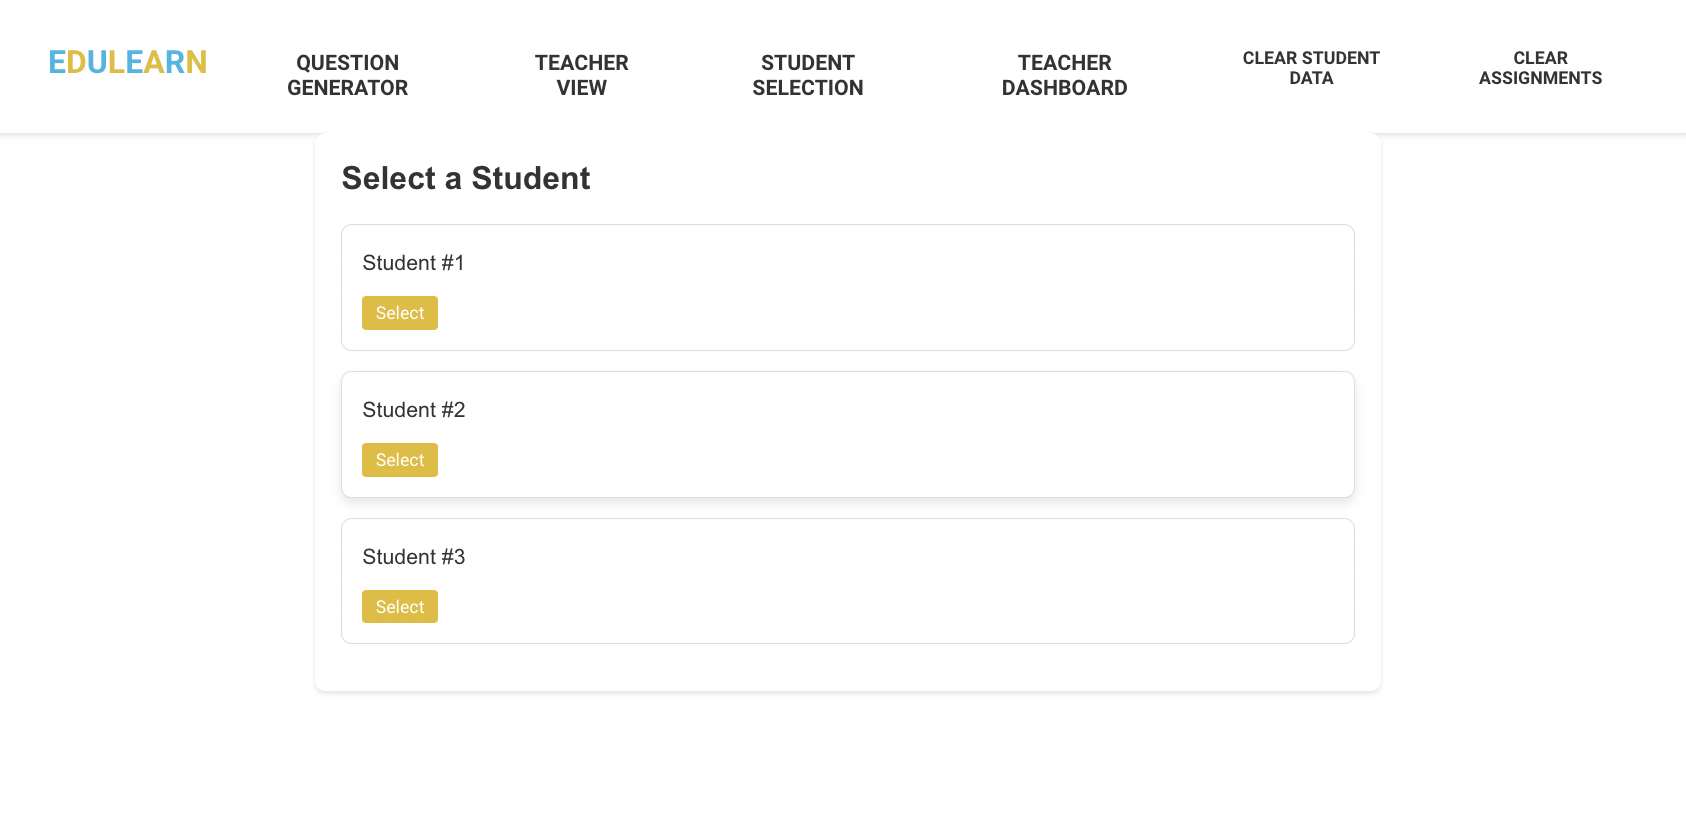 EDULEARN
QUESTION
GENERATOR
TEACHER
VIEW
STUDENT
SELECTION
TEACHER
DASHBOARD
CLEAR STUDENT
DATA
CLEAR
ASSIGNMENTS
Select a Student
Student #1
Select
Student #2
Select
Student #3
Select